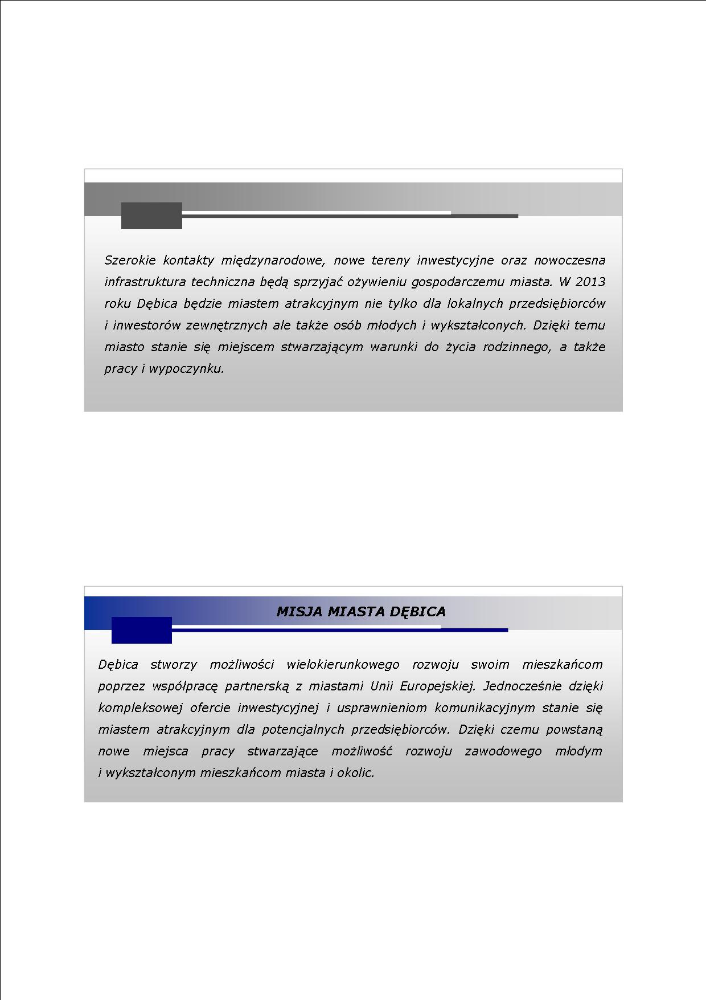 Szerokie kontakty międzynarodowe, nowe tereny inwestycyjne oraz nowoczesna
infrastruktura techniczna będą sprzyjać ożywieniu gospodarczemu miasta. W 2013
roku Dębica będzie miastem atrakcyjnym nie tylko dla lokalnych przedsiębiorców
i inwestorów zewnętrznych ale także osób młodych i wykształconych. Dzięki temu
miasto stanie się miejscem stwarzającym warunki do życia rodzinnego, a także
pracy i wypoczynku.
MISJA MIASTA DĘBICA
Dębica stworzy możliwości wielokierunkowego rozwoju swoim mieszkańcom
poprzez współpracę partnerską z miastami Unii Europejskiej. Jednocześnie dzięki
kompleksowej ofercie inwestycyjnej i usprawnieniom komunikacyjnym stanie się
miastem atrakcyjnym dla potencjalnych przedsiębiorców. Dzięki czemu powstaną
nowe miejsca pracy stwarzające możliwość rozwoju zawodowego młodym
i wykształconym mieszkańcom miasta i okolic.